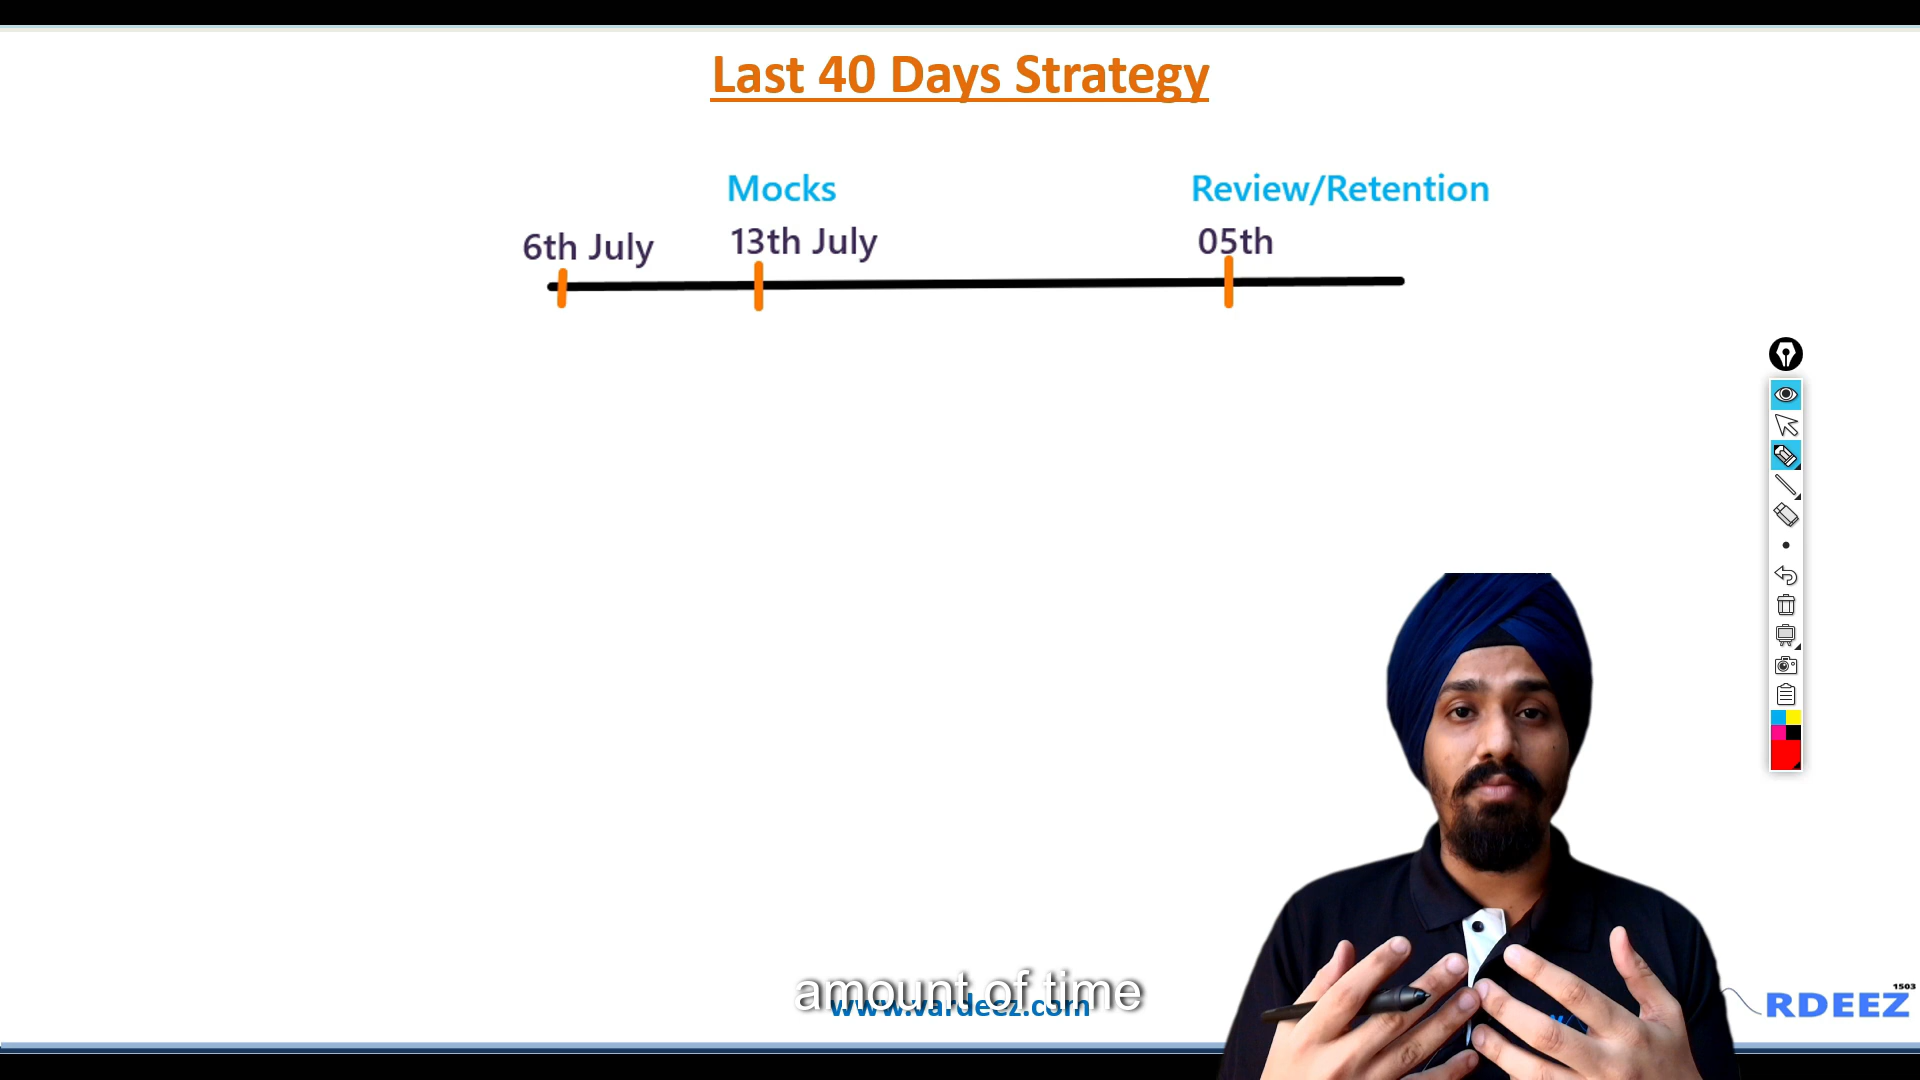 Last 40 Days Strategy
Mocks
Review/Retention
6th July
13th July
05th
amount of time
www.vardeez.com
1503
RDEEZ